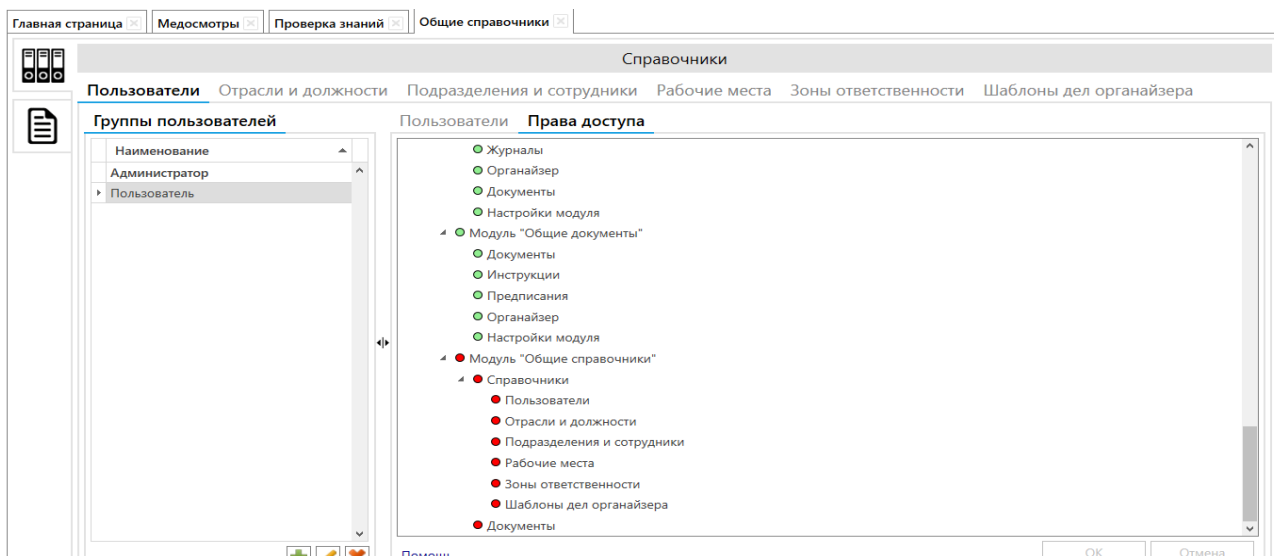 Главная страница Медосмотры Проверка знаний Общие справочники
Справочники
Пользователи Отрасли и должности Подразделения и сотрудники Рабочие места Зоны ответственности Шаблоны дел органайзера
Группы пользователей
Наименование
Администратор
Пользователь
Пользователи Права доступа
Журналы
Органайзер
Документы
Настройки модуля
Модуль "Общие документы"
Документы
Инструкции
Предписания
Органайзер
Настройки модуля
Модуль "Общие справочники"
Справочники
Пользователи
Отрасли и должности
Подразделения и сотрудники
Рабочие места
Зоны ответственности
Шаблоны дел органайзера
Документы
Помощь
ОК Отмена